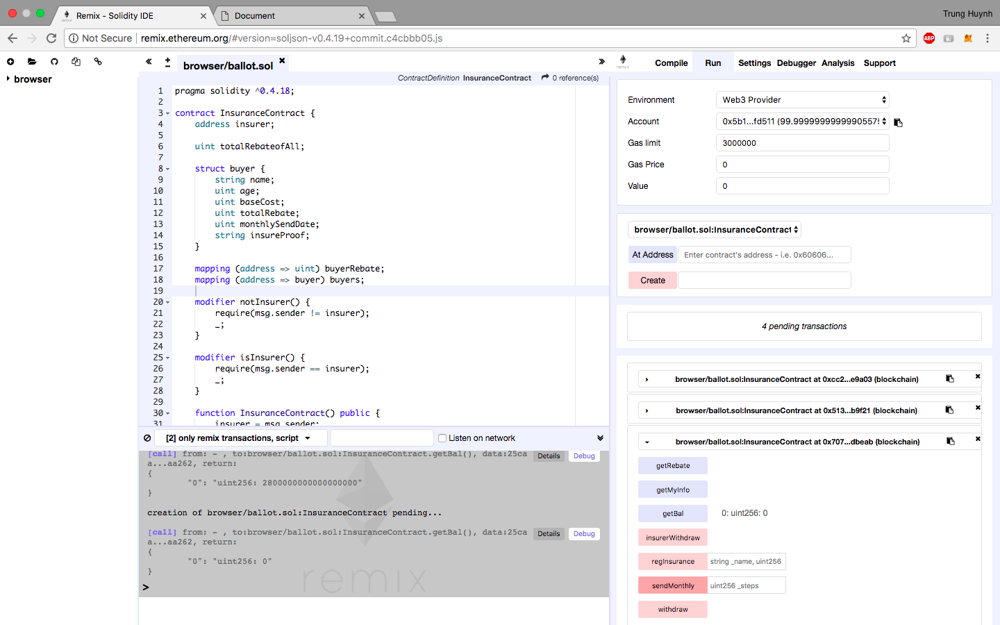 Remix - Solidity IDE
Document
Trung Huynh
Not Secure
remix.ethereum.org/#version=soljson-v0.4.19+commit.c4cbbb05.js
browser
browser/ballot.sol
ContractDefinition InsuranceContract 0 reference(s)
1 pragma solidity ^0.4.18;
2
3 contract InsuranceContract {
4 address insurer;
5
6 uint totalRebateofAll;
7
8 struct buyer {
9 string name;
10 uint age;
11 uint baseCost;
12 uint totalRebate;
13 uint monthlySendDate;
14 string insureProof;
15 }
16
17 mapping (address => uint) buyerRebate;
18 mapping (address => buyer) buyers;
19
20 modifier notInsurer() {
21 require(msg.sender != insurer);
22 _;
23 }
24
25 modifier isInsurer() {
26 require(msg.sender == insurer);
27 _;
28 }
29
30 function InsuranceContract() public {
31 insurer = msg.sender;
[2] only remix transactions, script
Listen on network
[call] from: - , to:browser/ballot.sol:InsuranceContract.getBal(), data:25ca...aa262, return:
Details Debug
{
"0": "uint256: 2800000000000000000"
}
creation of browser/ballot.sol:InsuranceContract pending...
[call] from: - , to:browser/ballot.sol:InsuranceContract.getBal(), data:25ca...aa262, return:
Details Debug
{
"0": "uint256: 0"
}
remix
>
remix
Compile Run Settings Debugger Analysis Support
Environment Web3 Provider
Account 0x5b1...fd511 (99.99999999999990557
Gas limit 3000000
Gas Price 0
Value 0
browser/ballot.sol:InsuranceContract
At Address Enter contract's address - i.e. 0x60606...
Create
4 pending transactions
browser/ballot.sol:InsuranceContract at 0xcc2...e9a03 (blockchain)
browser/ballot.sol:InsuranceContract at 0x513...b9f21 (blockchain)
browser/ballot.sol:InsuranceContract at 0x707...dbeab (blockchain)
getRebate
getMyInfo
getBal 0: uint256: 0
insurerWithdraw
regInsurance string _name, uint256
sendMonthly uint256 _steps
withdraw